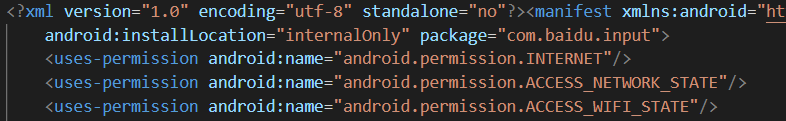 <?xml version="1.0" encoding="utf-8" standalone="no"?><manifest xmlns:android="ht
android:installLocation="internalOnly" package="com.baidu.input">
<uses-permission android:name="android.permission.INTERNET"/>
<uses-permission android:name="android.permission.ACCESS_NETWORK_STATE"/>
<uses-permission android:name="android.permission.ACCESS_WIFI_STATE"/>